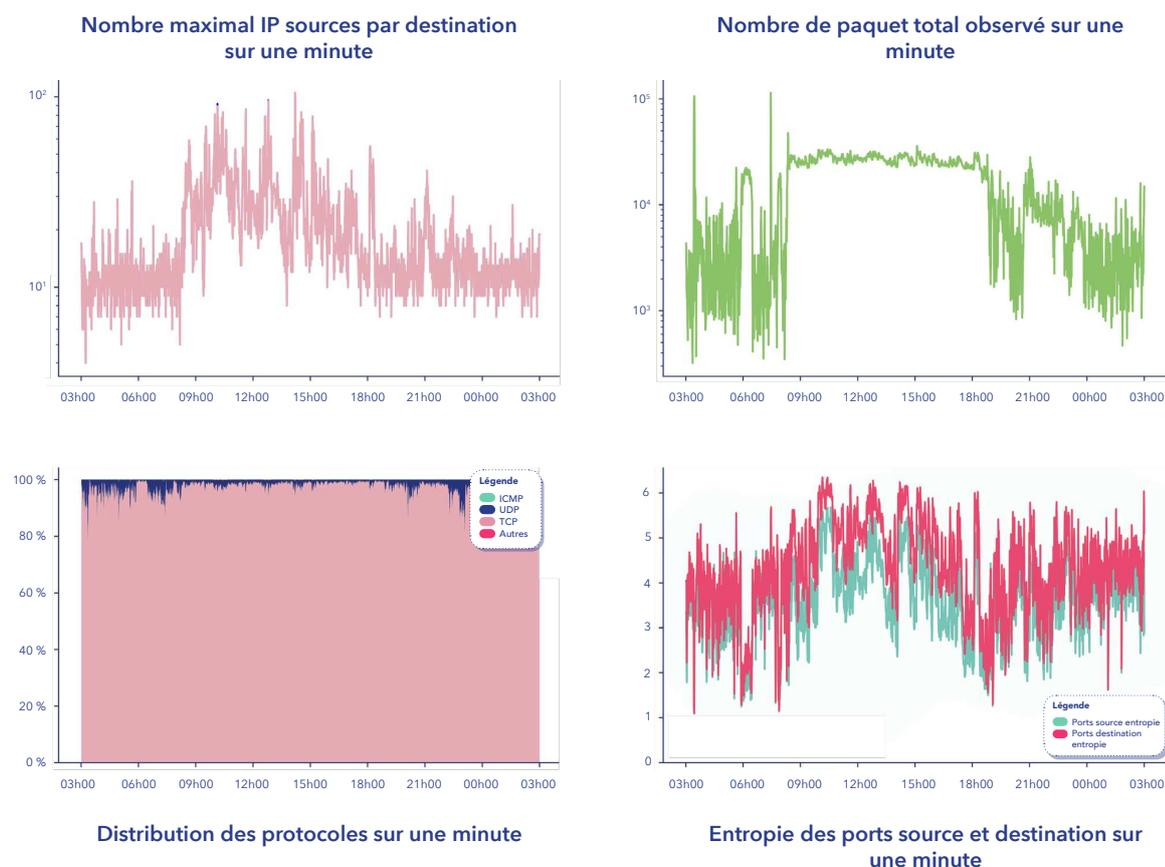 Nombre maximal IP sources par destination
sur une minute
10²
10¹
03h00 06h00 09h00 12h00 15h00 18h00 21h00 00h00 03h00
Nombre de paquet total observé sur une
minute
10⁵
10⁴
10³
03h00 06h00 09h00 12h00 15h00 18h00 21h00 00h00 03h00
100 %
80 %
60 %
40 %
20 %
0 %
Légende
ICMP
UDP
TCP
Autres
03h00 06h00 09h00 12h00 15h00 18h00 21h00 00h00 03h00
Distribution des protocoles sur une minute
6
5
4
3
2
1
0
Légende
Ports source entropie
Ports destination
entropie
03h00 06h00 09h00 12h00 15h00 18h00 21h00 00h00 03h00
Entropie des ports source et destination sur
une minute